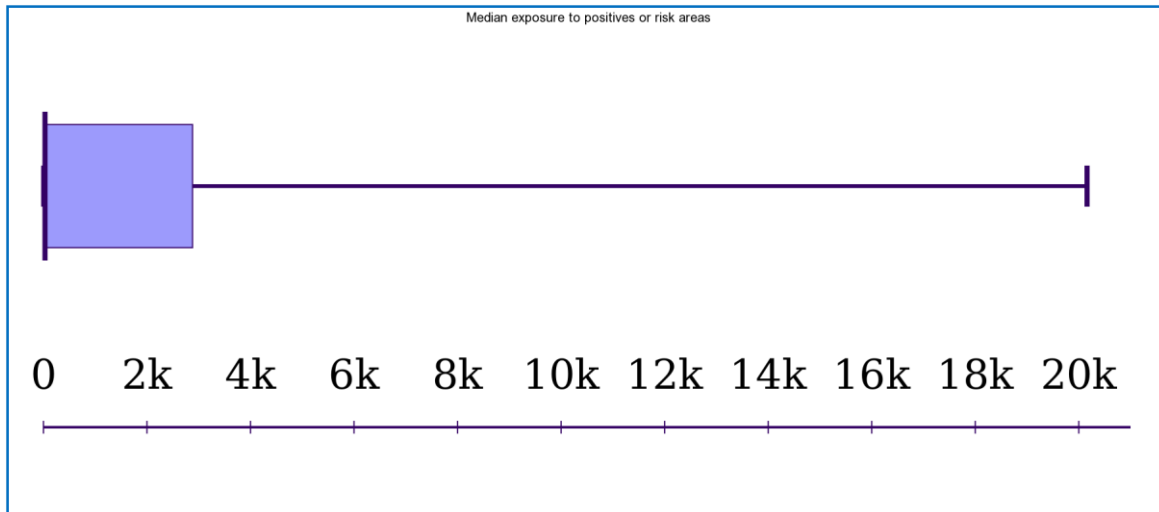 Median exposure to positives or risk areas
0 2k 4k 6k 8k 10k 12k 14k 16k 18k 20k